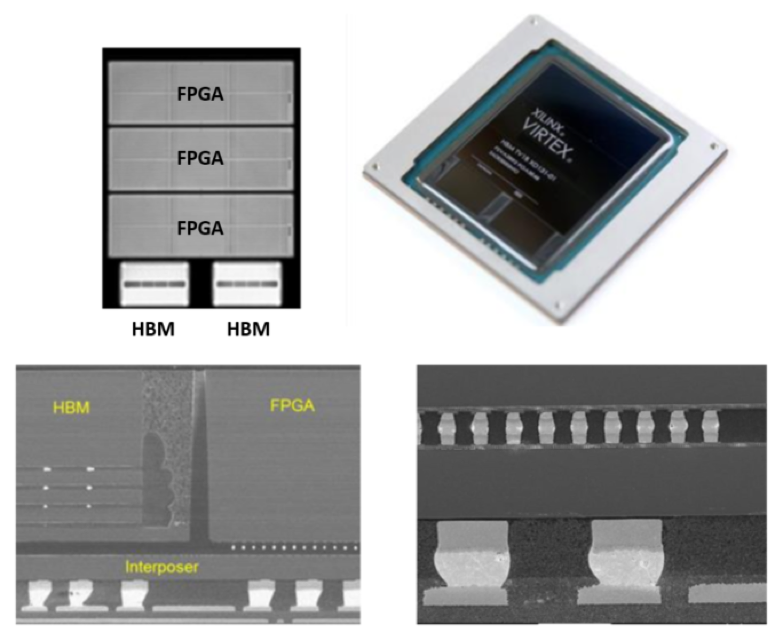 FPGA
FPGA
FPGA
HBM HBM
XILINX®
VIRTEX®
HBM
FPGA
Interposer